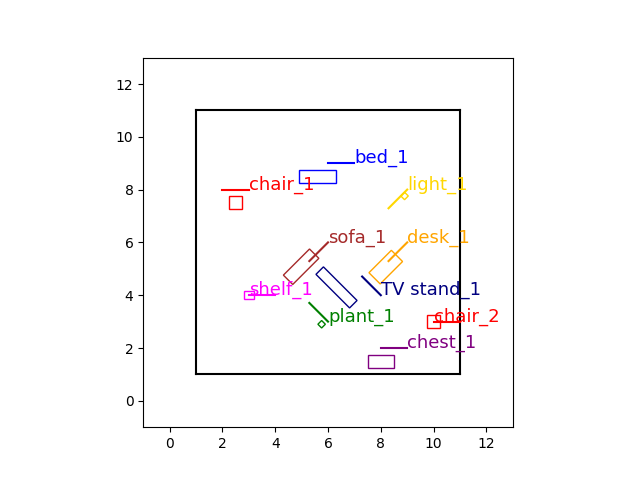 12
10
8
6
4
2
0
bed_1
chair_1
light_1
sofa_1
desk_1
shelf_1
TV stand_1
plant_1
chair_2
chest_1
0 2 4 6 8 10 12